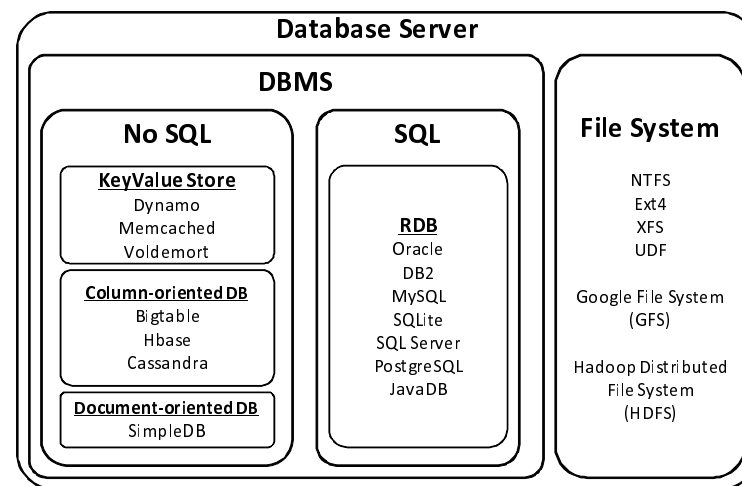 Database Server
DBMS
No SQL
KeyValue Store
Dynamo
Memcached
Voldemort
Column-oriented DB
Bigtable
Hbase
Cassandra
Document-oriented DB
SimpleDB
SQL
RDB
Oracle
DB2
MySQL
SQLite
SQL Server
PostgreSQL
JavaDB
File System
NTFS
Ext4
XFS
UDF
Google File System
(GFS)
Hadoop Distributed
File System
(HDFS)